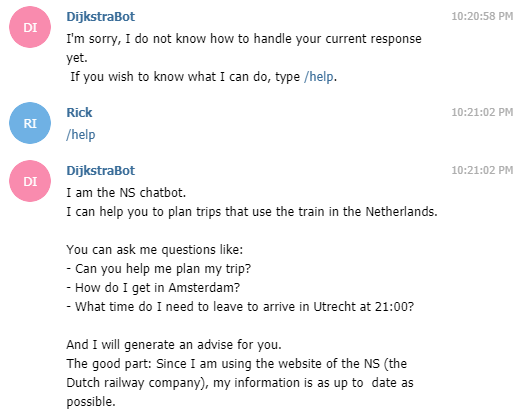 DI
DijkstraBot
10:20:58 PM
I'm sorry, I do not know how to handle your current response
yet.
If you wish to know what I can do, type /help.
RI
Rick
10:21:02 PM
/help
DI
DijkstraBot
10:21:02 PM
I am the NS chatbot.
I can help you to plan trips that use the train in the Netherlands.
You can ask me questions like:
- Can you help me plan my trip?
- How do I get in Amsterdam?
- What time do I need to leave to arrive in Utrecht at 21:00?
And I will generate an advise for you.
The good part: Since I am using the website of the NS (the
Dutch railway company), my information is as up to  date as
possible.